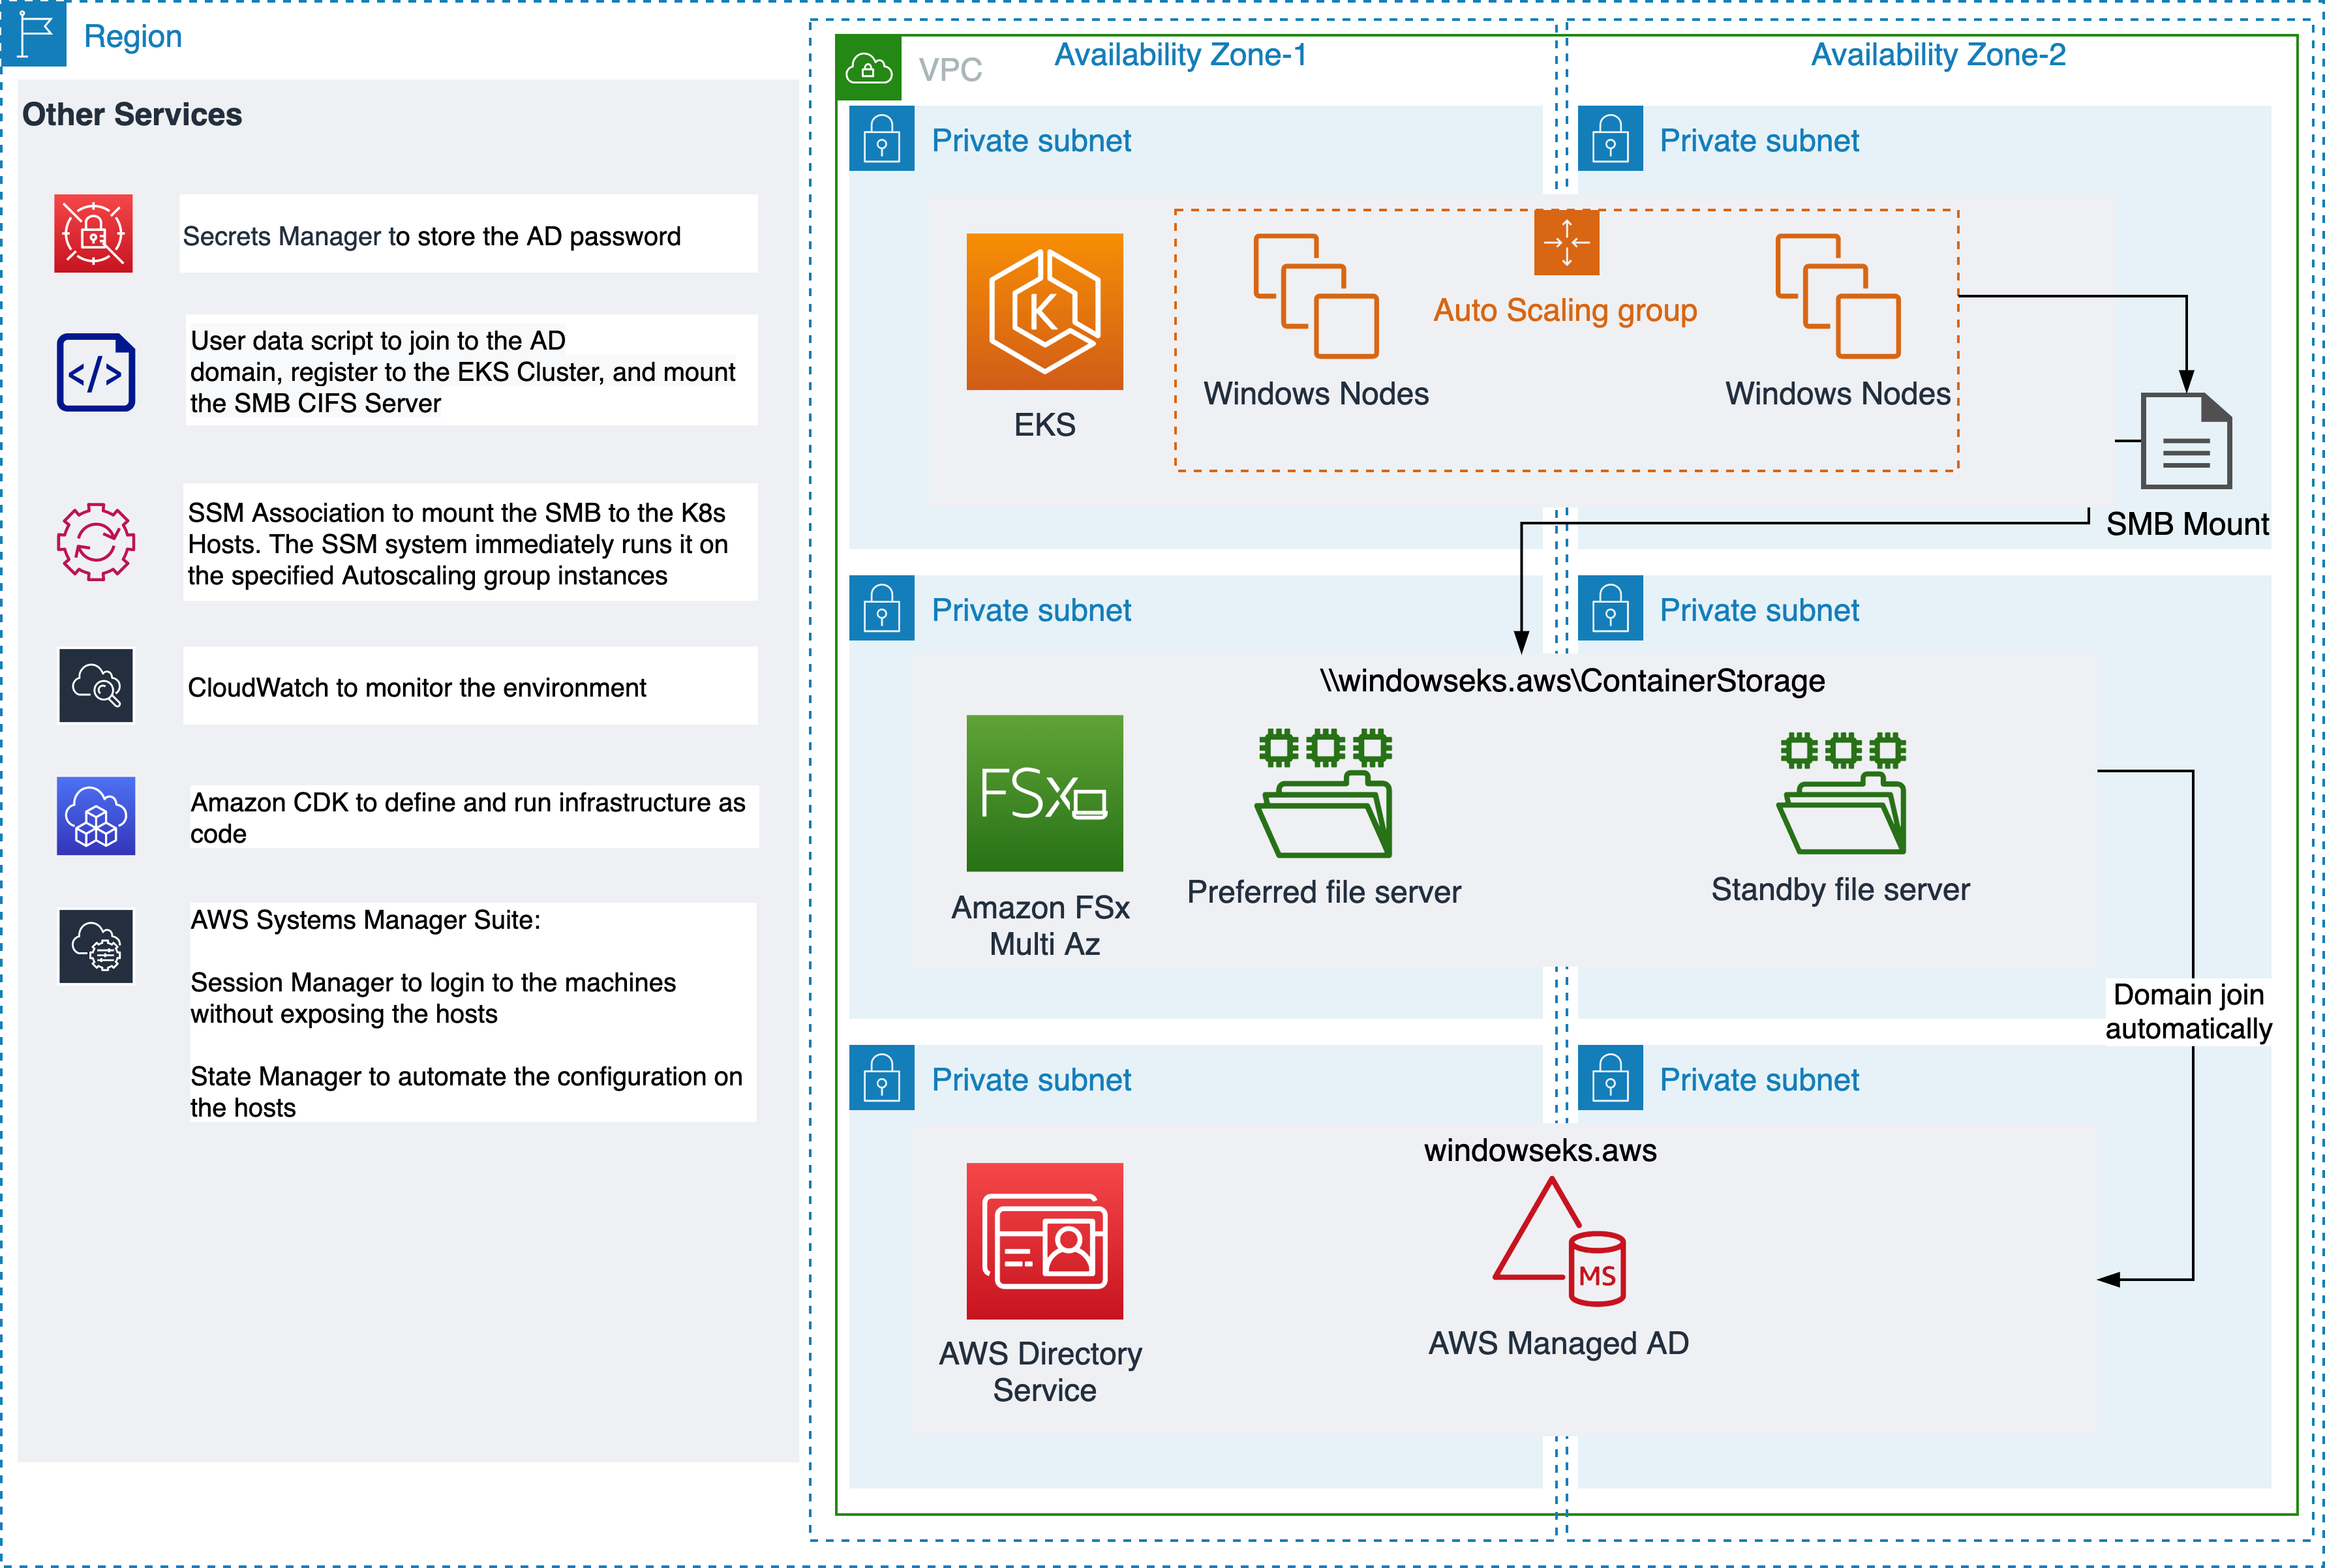 Region
Other Services
Secrets Manager to store the AD password
User data script to join to the AD
domain, register to the EKS Cluster, and mount
the SMB CIFS Server
SSM Association to mount the SMB to the K8s
Hosts. The SSM system immediately runs it on
the specified Autoscaling group instances
CloudWatch to monitor the environment
Amazon CDK to define and run infrastructure as
code
AWS Systems Manager Suite:
Session Manager to login to the machines
without exposing the hosts
State Manager to automate the configuration on
the hosts
VPC
Availability Zone-1
Availability Zone-2
Private subnet
Private subnet
K
EKS
Auto Scaling group
Windows Nodes
Windows Nodes
SMB Mount
Private subnet
Private subnet
\\windowseks.aws\ContainerStorage
FSx
Amazon FSx
Multi Az
Preferred file server
Standby file server
Domain join
automatically
Private subnet
Private subnet
windowseks.aws
MS
AWS Directory
Service
AWS Managed AD